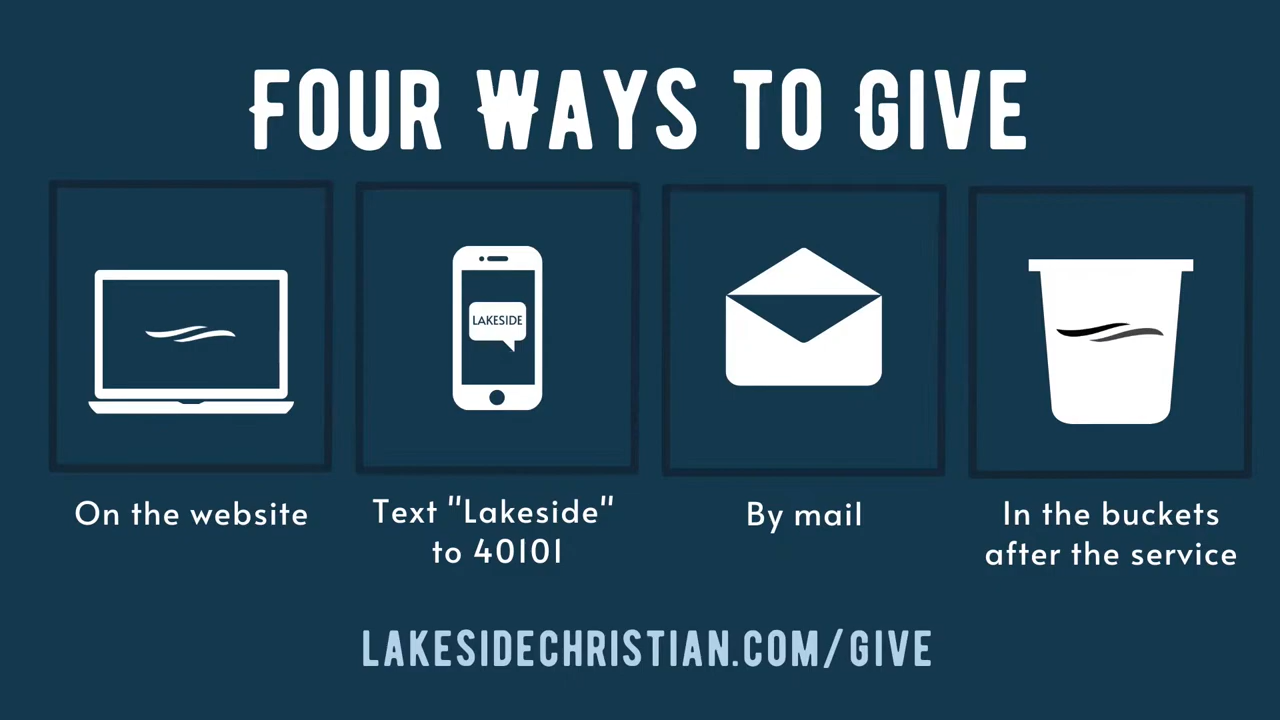 FOUR WAYS TO GIVE
LAKESIDE
On the website
Text "Lakeside"
to 40101
By mail
In the buckets
after the service
LAKESIDECHRISTIAN.COM/GIVE